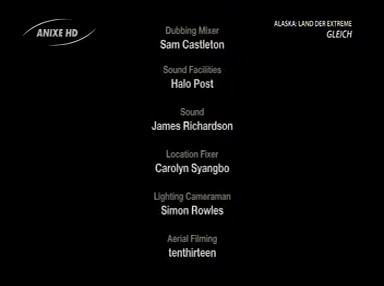 ANIXE HD
ALASKA: LAND DER EXTREME
GLEICH
Dubbing Mixer
Sam Castleton
Sound Facilities
Halo Post
Sound
James Richardson
Location Fixer
Carolyn Syangbo
Lighting Cameraman
Simon Rowles
Aerial Filming
tenthirteen